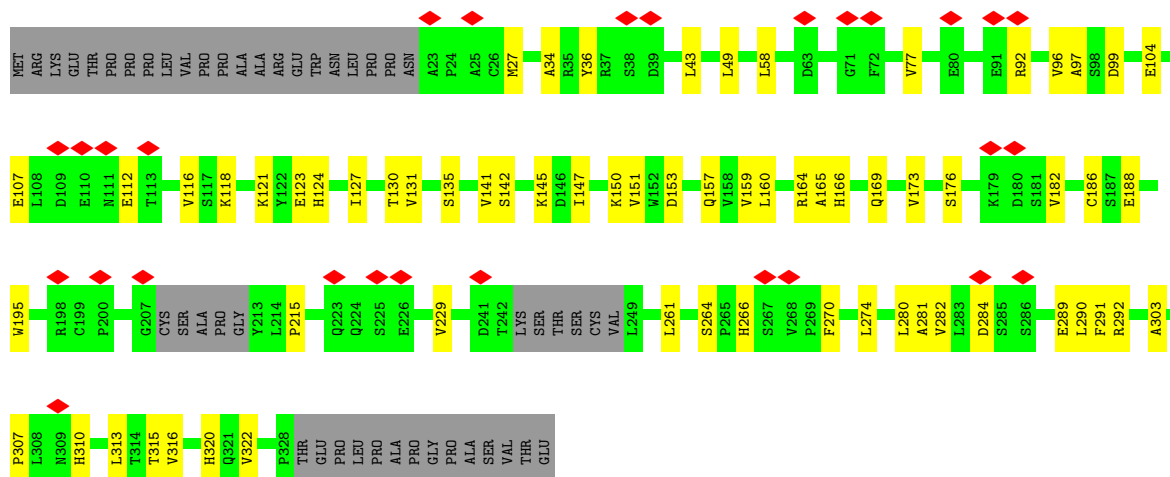 MET ARG LYS GLU THR PRO PRO PRO LEU VAL PRO PRO ALA ALA ARG GLU TRP ASN LEU PRO PRO ASN A23 P24 A25 C26 M27 A34 R35 Y36 R37 S38 D39 L43 L49 L58 D63 G71 F72 V77 E80 E91 R92 V96 A97 S98 D99 E104
E107 L108 D109 E110 N111 E112 T113 V116 S117 K118 K121 Y122 E123 H124 I127 T130 V131 S135 V141 S142 K145 D146 I147 K150 V151 W152 D153 Q157 V158 V159 L160 R164 A165 H166 Q169 V173 S176 K179 D180 S181 V182 C186 S187 E188
W195 R198 C199 P200 G207 CYS SER ALA PRO GLY Y213 L214 P215 Q223 Q224 S225 E226 V229 D241 T242 LYS SER THR SER CYS VAL L249 L261 S264 P265 H266 S267 V268 P269 F270 L274 L280 A281 V282 L283 D284 S285 S286 E289 L290 F291 R292 A303
P307 L308 N309 H310 L313 T314 T315 V316 H320 Q321 V322 P328 THR GLU PRO LEU PRO ALA PRO GLY PRO ALA SER VAL THR GLU